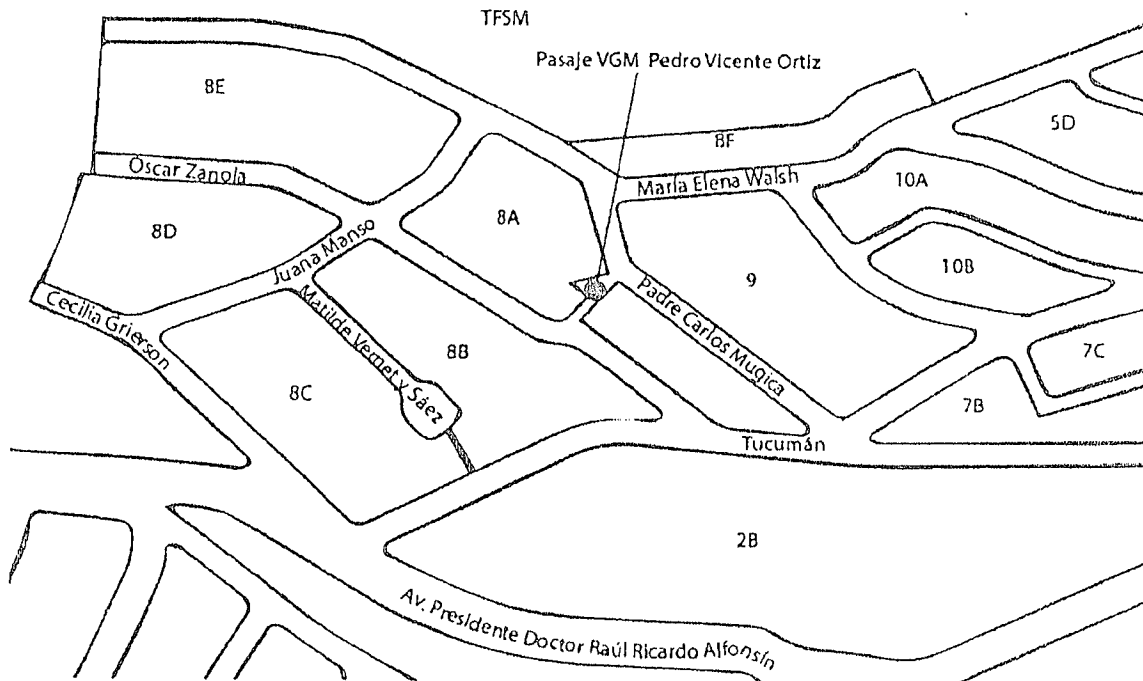 TFSM
Pasaje VGM Pedro Vicente Ortiz
8E
8F
5D
Óscar Zanola
María Elena Walsh
10A
8A
8D
Juana Manso
9
10B
Cecilia Grierson
Matilde Vernet y Sáez
Padre Carlos Mugica
8B
7C
8C
7B
Tucumán
2B
Av. Presidente Doctor Raúl Ricardo Alfonsín